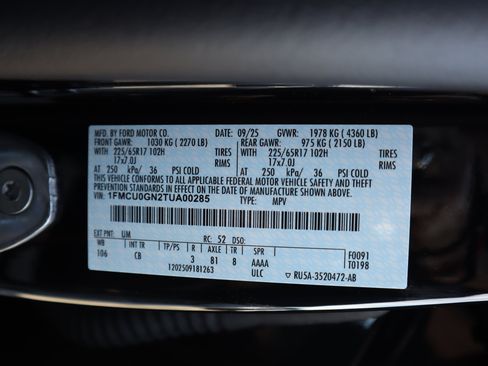 MFD. BY FORD MOTOR CO. DATE: 09/25 GVWR: 1978 KG (4360 LB)
FRONT GAWR: 1030 KG (2270 LB) REAR GAWR: 975 KG (2150 LB)
WITH 225/65R17 102H TIRES WITH 225/65R17 102H TIRES
17x7.0J RIMS 17x7.0J RIMS
AT 250 kPa/ 36 PSI COLD AT 250 kPa/ 36 PSI COLD
THIS VEHICLE CONFORMS TO ALL APPLICABLE FEDERAL MOTOR VEHICLE SAFETY AND THEFT
PREVENTION STANDARDS IN EFFECT ON THE DATE OF MANUFACTURE SHOWN ABOVE.
VIN: 1FMCU0GN2TUA00285 TYPE: MPV
EXT PNT: UM RC: 52 DSO: F0091
WB INT TR TP/PS R AXLE TR SPR T0198
106 CB 3 81 8 AAAA
1202509181263 ULC RU5A-3520472-AB